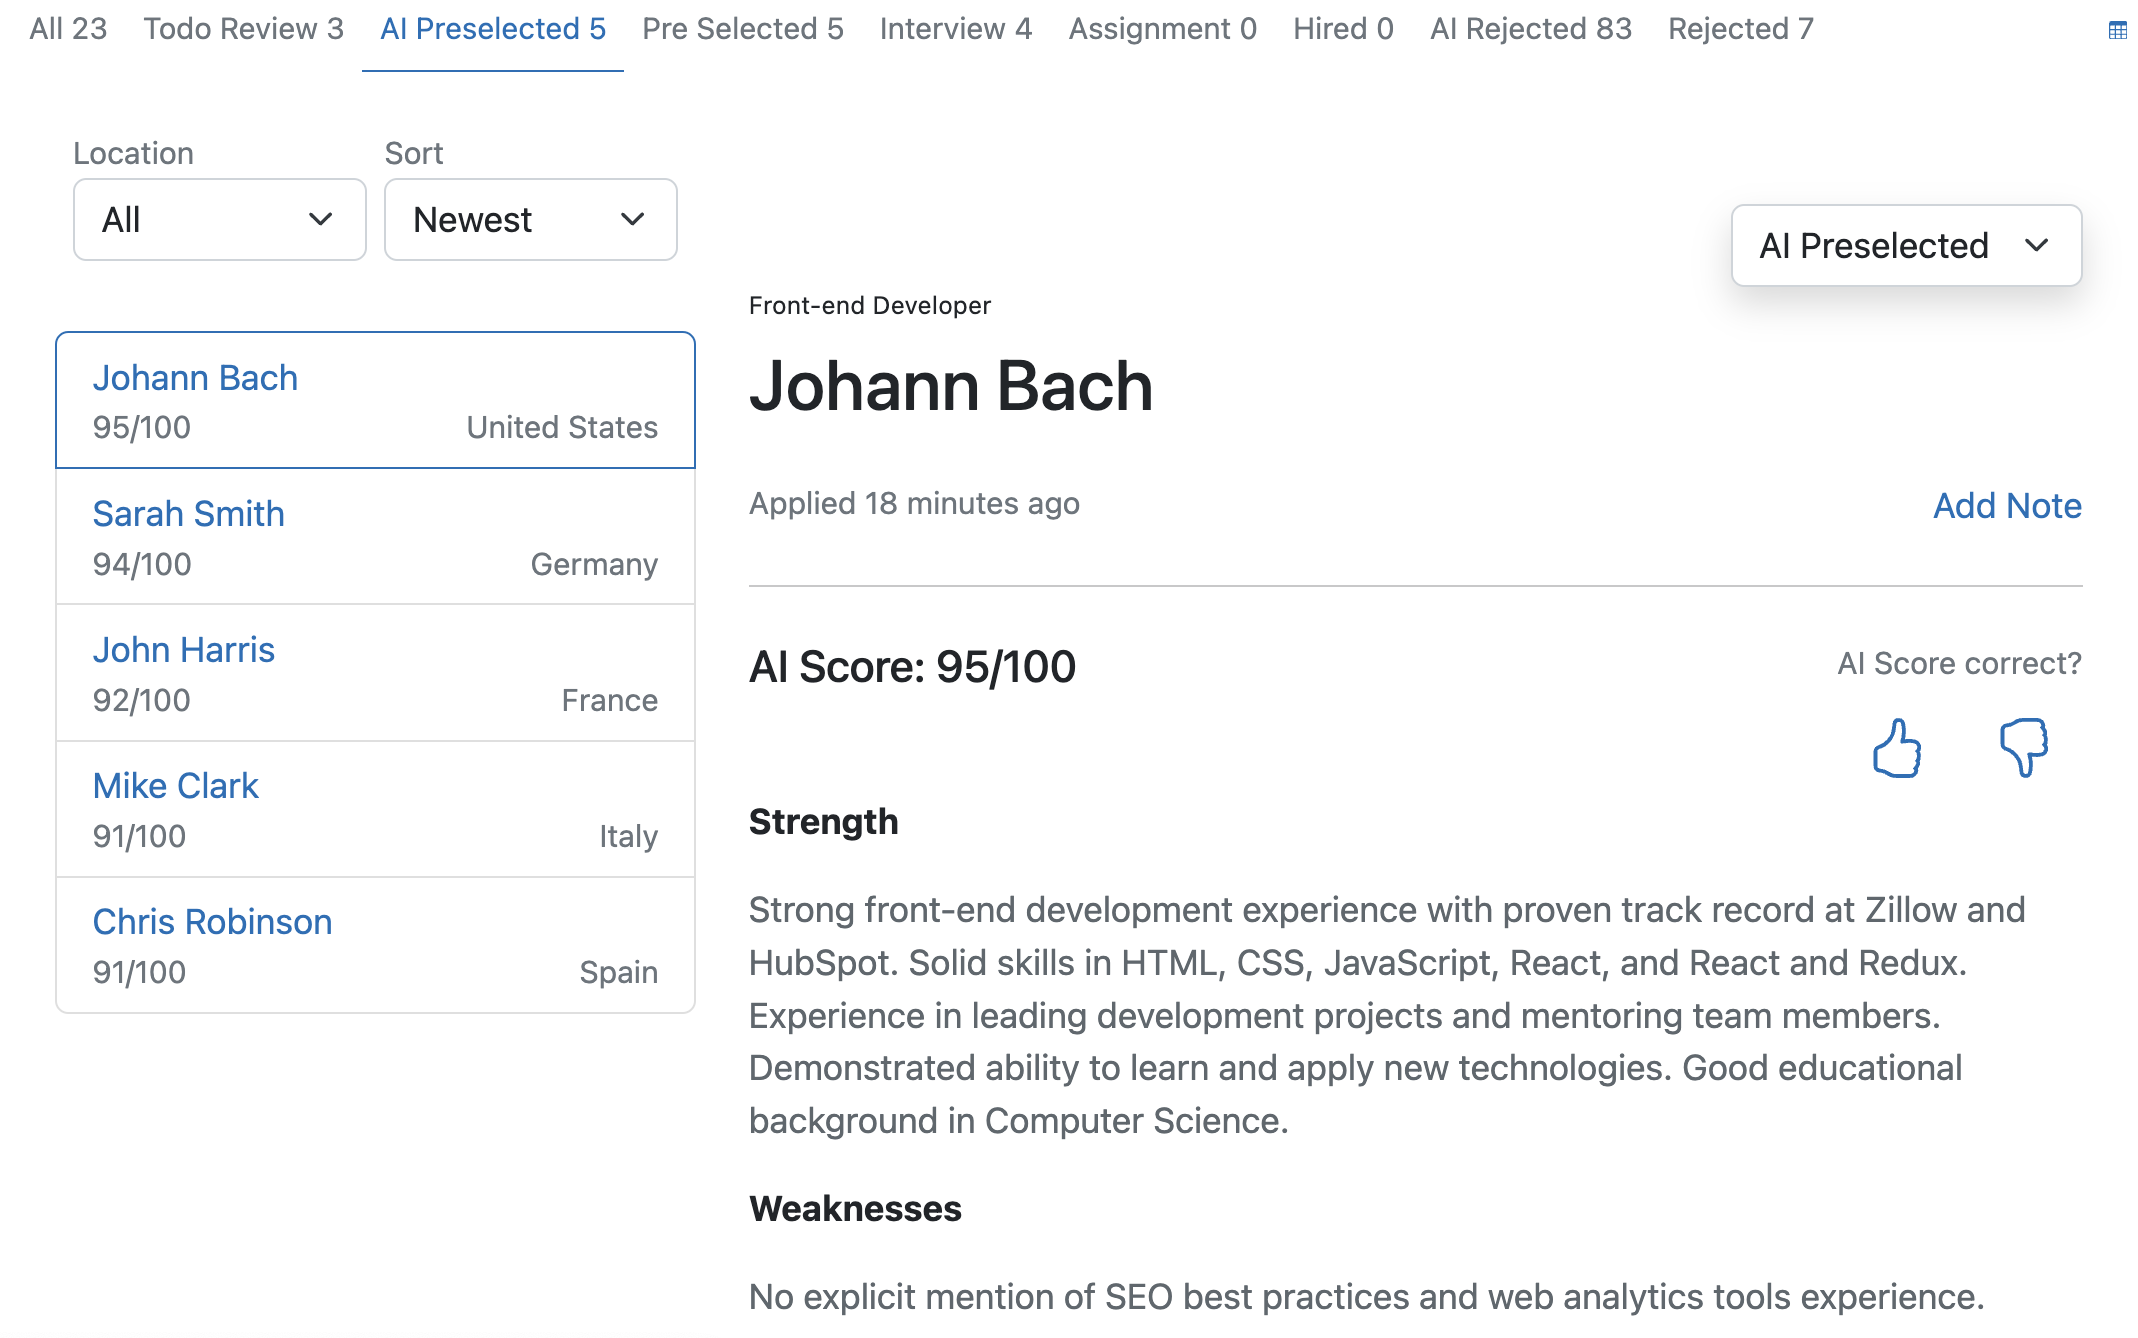 All 23 Todo Review 3 AI Preselected 5 Pre Selected 5 Interview 4 Assignment 0 Hired 0 AI Rejected 83 Rejected 7
Location Sort
All Newest
Johann Bach
95/100 United States
Sarah Smith
94/100 Germany
John Harris
92/100 France
Mike Clark
91/100 Italy
Chris Robinson
91/100 Spain
AI Preselected
Front-end Developer
Johann Bach
Applied 18 minutes ago Add Note
AI Score: 95/100 AI Score correct?
Strength
Strong front-end development experience with proven track record at Zillow and
HubSpot. Solid skills in HTML, CSS, JavaScript, React, and React and Redux.
Experience in leading development projects and mentoring team members.
Demonstrated ability to learn and apply new technologies. Good educational
background in Computer Science.
Weaknesses
No explicit mention of SEO best practices and web analytics tools experience.